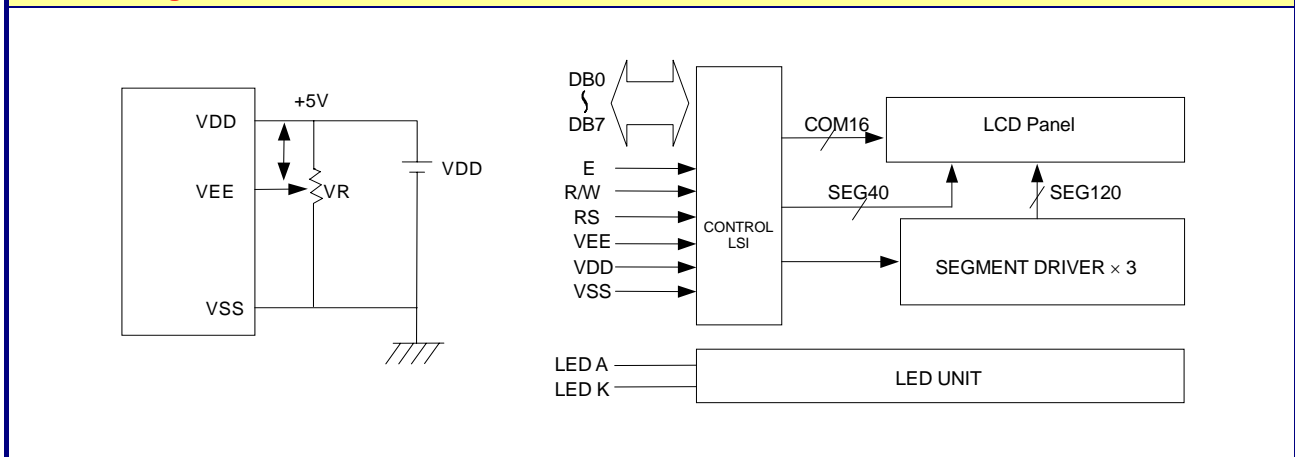 +5V
VDD
VEE
VR
VDD
VSS
DB0
DB7
E
R/W
RS
VEE
VDD
VSS
CONTROL
LSI
COM16
SEG40
SEG120
LCD Panel
SEGMENT DRIVER × 3
LED A
LED K
LED UNIT